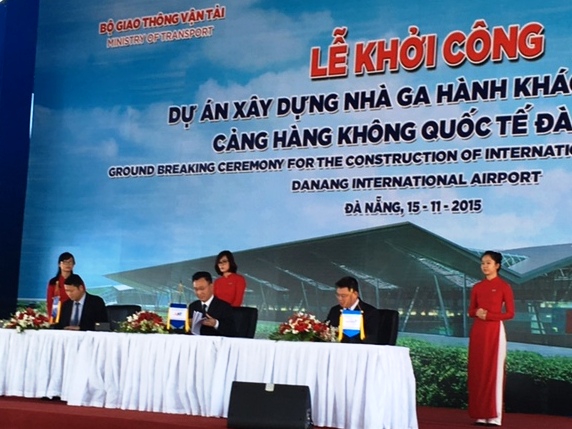 BỘ GIAO THÔNG VẬN TẢI
MINISTRY OF TRANSPORT
LỄ KHỞI CÔNG
DỰ ÁN XÂY DỰNG NHÀ GA HÀNH KHÁ
CẢNG HÀNG KHÔNG QUỐC TẾ ĐÀ
GROUND BREAKING CEREMONY FOR THE CONSTRUCTION OF INTERNATION
DANANG INTERNATIONAL AIRPORT
ĐÀ NẴNG, 15 - 11 - 2015